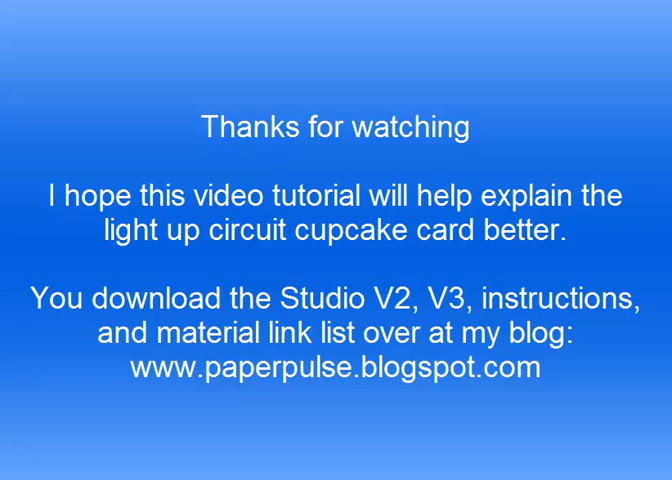 Thanks for watching
I hope this video tutorial will help explain the
light up circuit cupcake card better.
You download the Studio V2, V3, instructions,
and material link list over at my blog:
www.paperpulse.blogspot.com